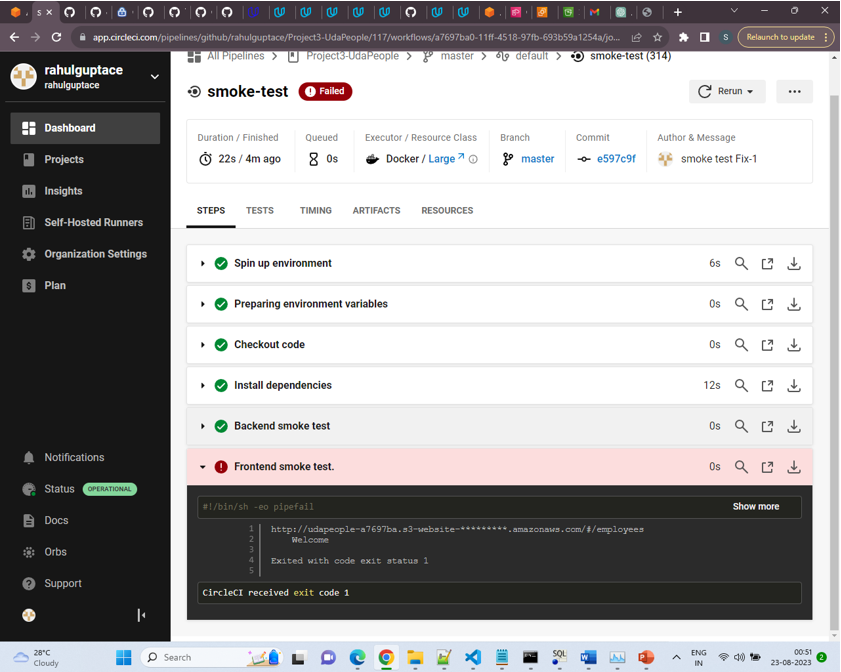 S
app.circleci.com/pipelines/github/rahulguptace/Project3-UdaPeople/117/workflows/a7697ba0-11ff-4518-97fb-693b59a1254a/jo...
S
Relaunch to update
rahulguptace
rahulguptace
All Pipelines
Project3-UdaPeople
master
default
smoke-test (314)
smoke-test
Failed
Rerun
Dashboard
Projects
Insights
Self-Hosted Runners
Organization Settings
Plan
Duration / Finished
Queued
Executor / Resource Class
Branch
Commit
Author & Message
22s / 4m ago
0s
Docker / Large
master
e597c9f
smoke test Fix-1
STEPS
TESTS
TIMING
ARTIFACTS
RESOURCES
Spin up environment
6s
Preparing environment variables
0s
Checkout code
0s
Install dependencies
12s
Backend smoke test
0s
Frontend smoke test.
0s
#!/bin/sh -eo pipefail
Show more
1 http://udapeople-a7697ba.s3-website-*********.amazonaws.com/#/employees
2 Welcome
3
4 Exited with code exit status 1
5
CircleCI received exit code 1
Notifications
Status
OPERATIONAL
Docs
Orbs
Support
28°C
Cloudy
Search
SQL
ENG
IN
00:51
23-08-2023
2